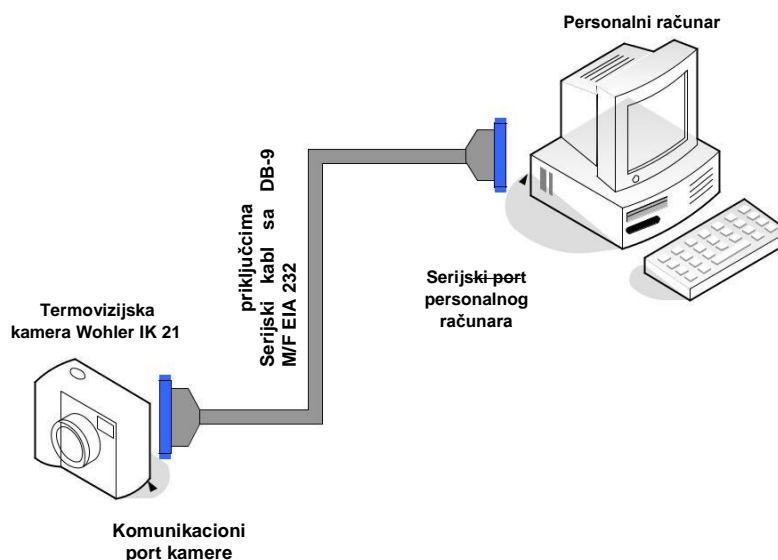 Personalni računar
priključcima
Serijski kabl sa DB-9
M/F EIA 232
Serijski port
personalnog
računara
Termovizijska
kamera Wohler IK 21
Komunikacioni
port kamere